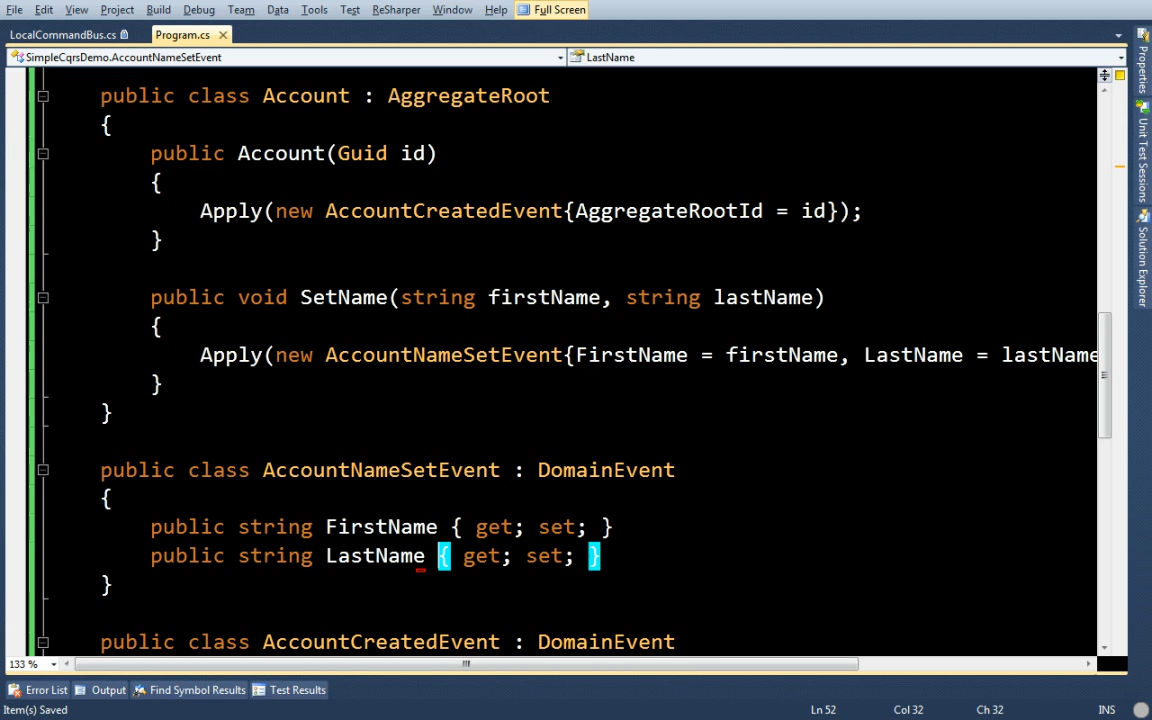 File Edit View Project Build Debug Team Data Tools Test ReSharper Window Help Full Screen
LocalCommandBus.cs Program.cs
SimpleCqrsDemo.AccountNameSetEvent LastName
public class Account : AggregateRoot
{
public Account(Guid id)
{
Apply(new AccountCreatedEvent{AggregateRootId = id});
}
public void SetName(string firstName, string lastName)
{
Apply(new AccountNameSetEvent{FirstName = firstName, LastName = lastName
}
}
public class AccountNameSetEvent : DomainEvent
{
public string FirstName { get; set; }
public string LastName { get; set; }
}
public class AccountCreatedEvent : DomainEvent
133 %
Error List Output Find Symbol Results Test Results
Item(s) Saved Ln 52 Col 32 Ch 32 INS
Properties
Unit Test Sessions
Solution Explorer